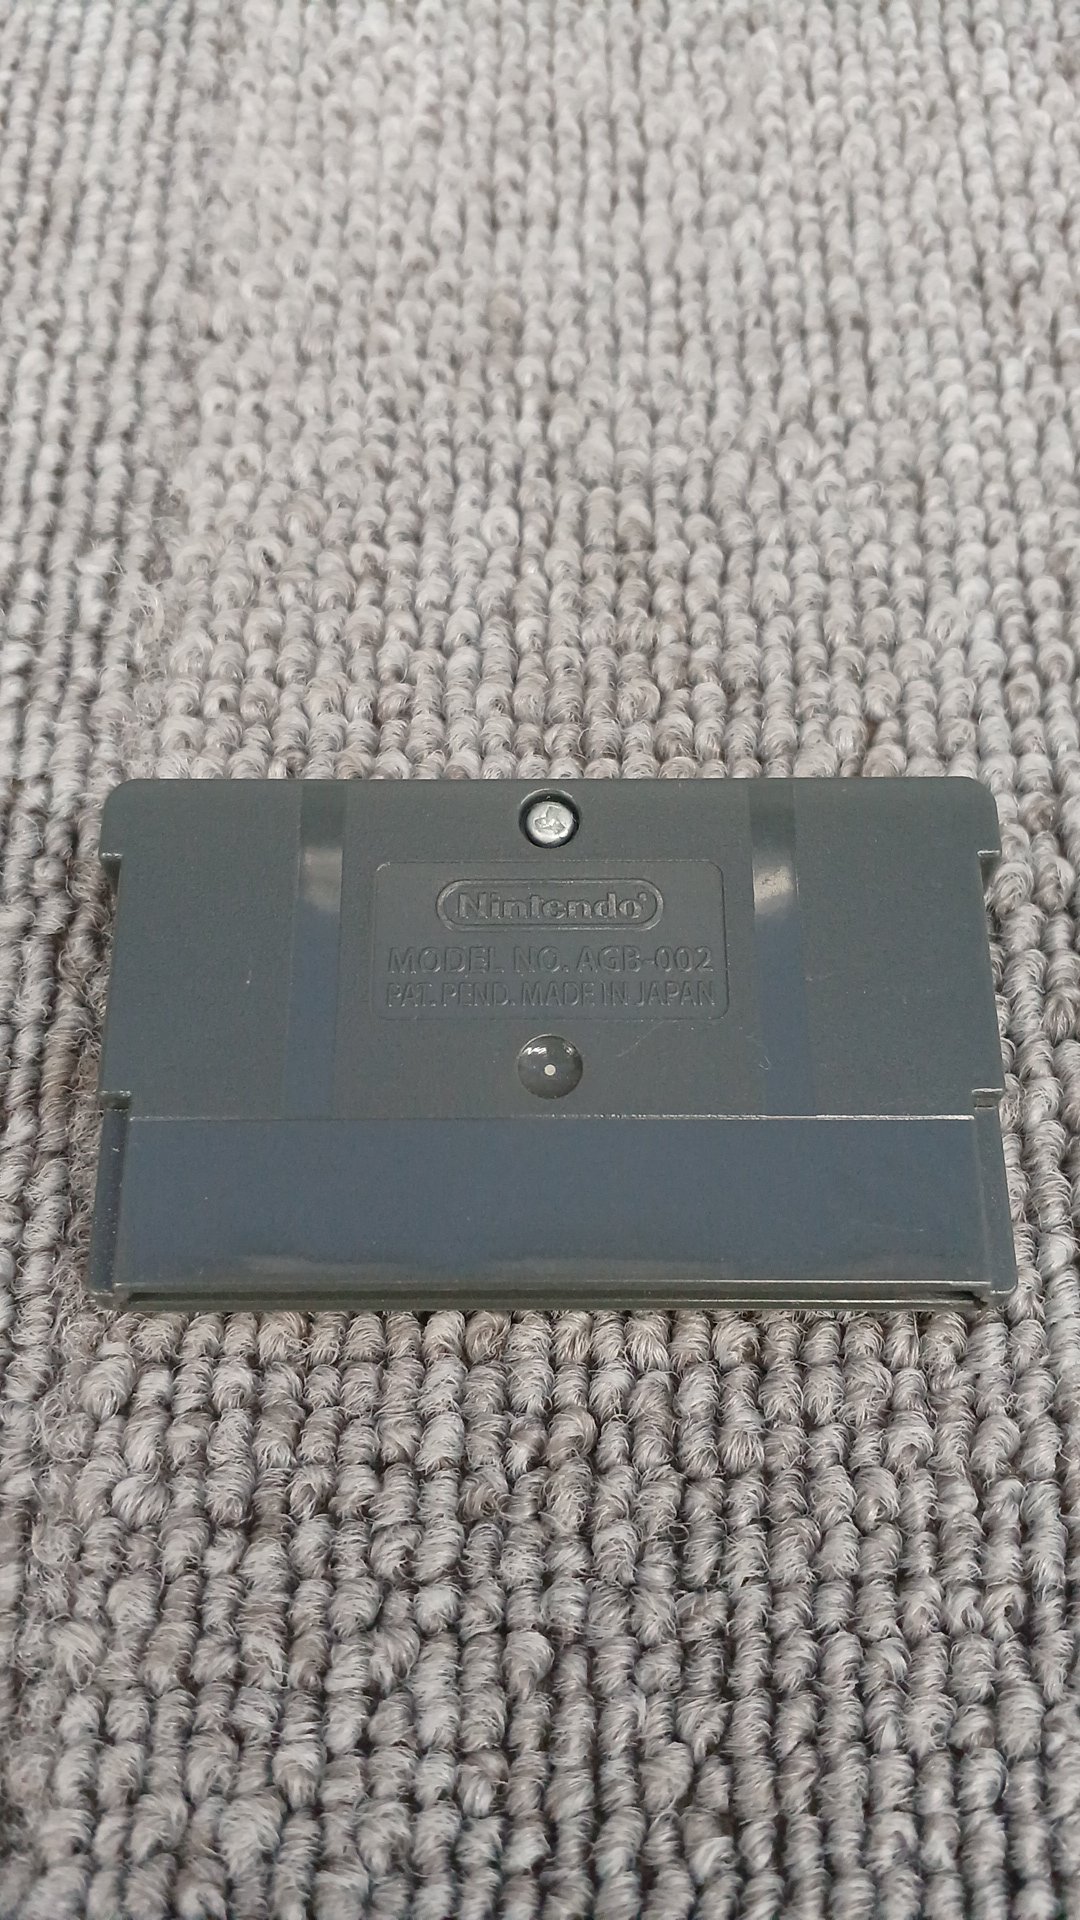 Nintendo®
MODEL NO. AGB-002
PAT. PEND. MADE IN JAPAN